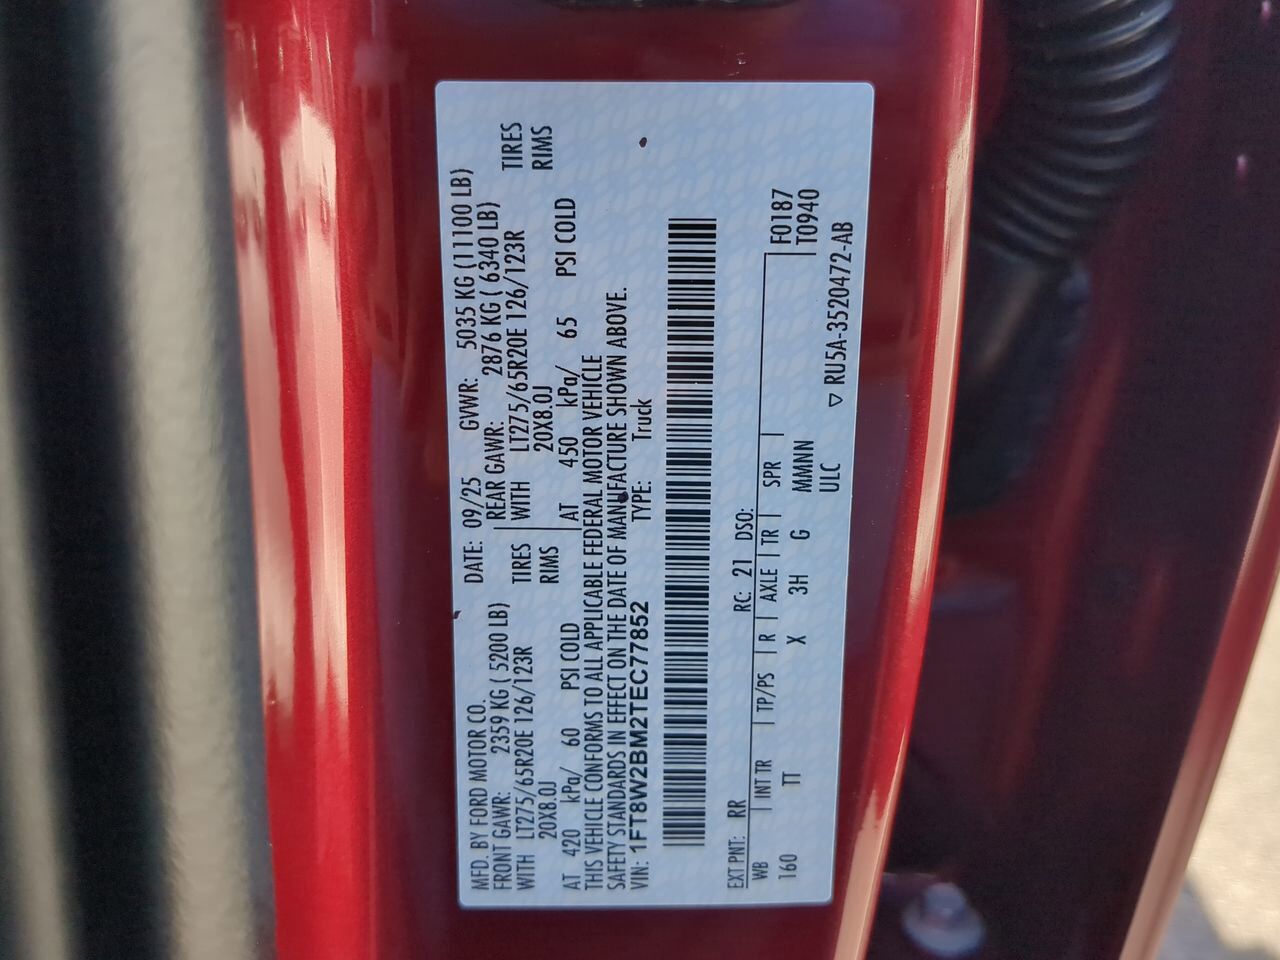 MFD. BY FORD MOTOR CO. DATE: 09/25 GVWR: 5035 KG (11100 LB)
FRONT GAWR: 2359 KG ( 5200 LB) REAR GAWR: 2876 KG ( 6340 LB)
WITH LT275/65R20E 126/123R TIRES WITH LT275/65R20E 126/123R TIRES
20X8.0J RIMS 20X8.0J RIMS
AT 420 kPa/ 60 PSI COLD AT 450 kPa/ 65 PSI COLD
THIS VEHICLE CONFORMS TO ALL APPLICABLE FEDERAL MOTOR VEHICLE
SAFETY STANDARDS IN EFFECT ON THE DATE OF MANUFACTURE SHOWN ABOVE.
VIN: 1FT8W2BM2TEC77852 TYPE: Truck
EXT PNT: RR RC: 21 DSO:
WB INT TR TP/PS R AXLE TR SPR F0187
160 TT X 3H G MMMNN T0940
ULC ▽ RU5A-3520472-AB